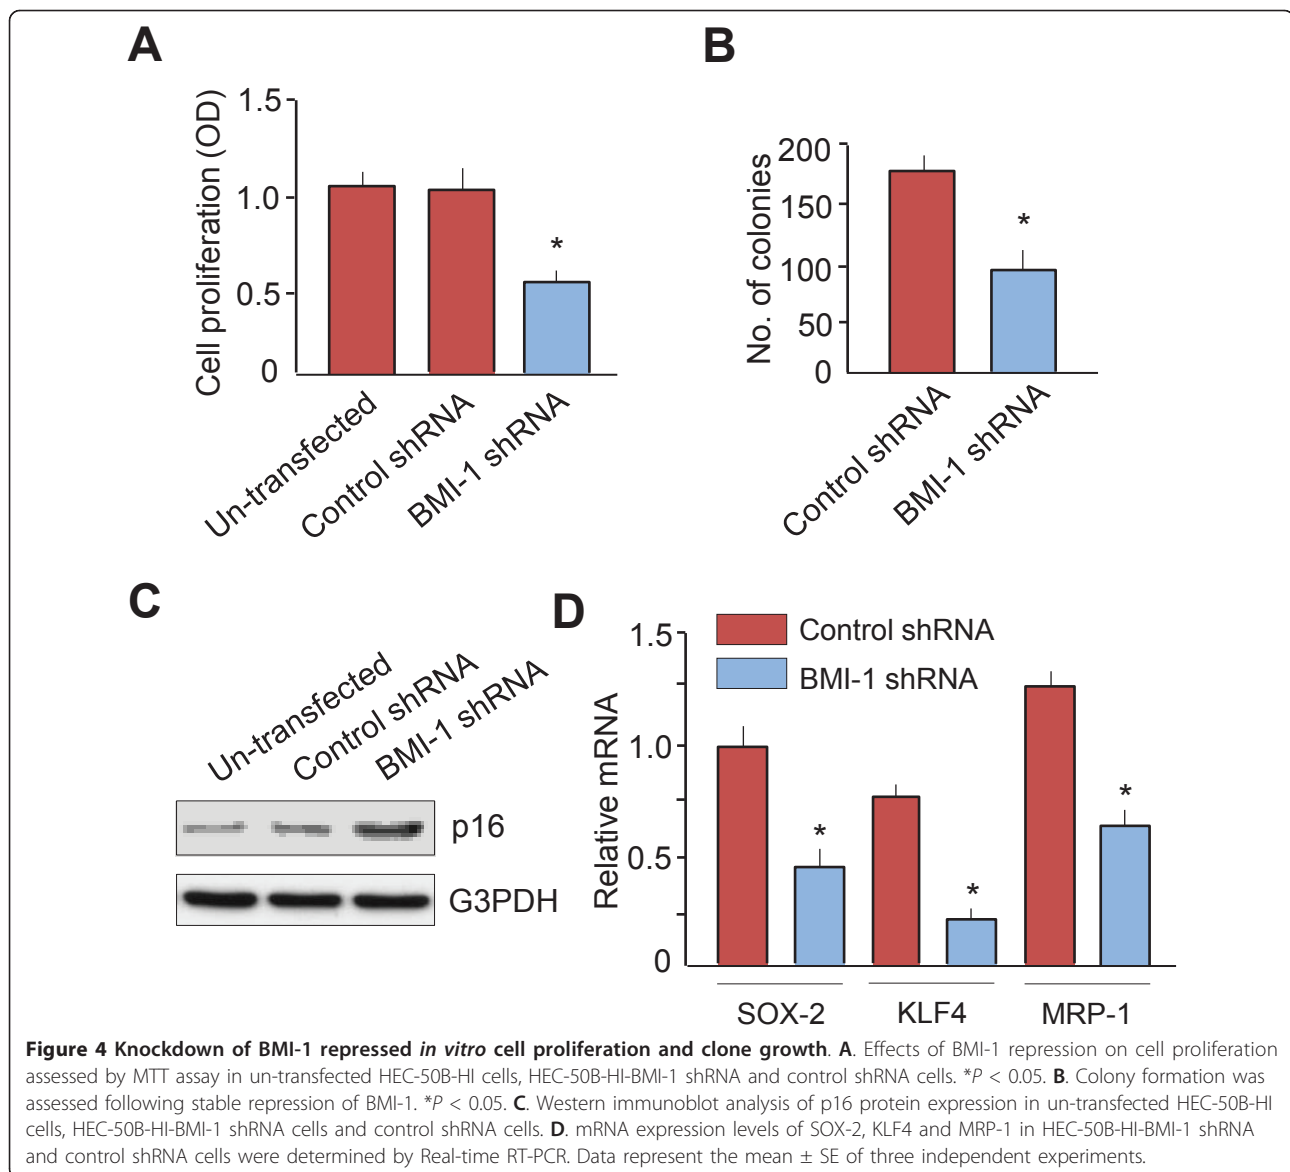 A
Cell proliferation (OD)
1.5
1.0
0.5
0
*
Un-transfected
Control shRNA
BMI-1 shRNA
B
No. of colonies
200
150
100
50
0
*
Control shRNA
BMI-1 shRNA
C
Un-transfected
Control shRNA
BMI-1 shRNA
p16
G3PDH
D
Relative mRNA
1.5
1.0
0.5
0
Control shRNA
BMI-1 shRNA
*
*
*
SOX-2
KLF4
MRP-1
Figure 4 Knockdown of BMI-1 repressed in vitro cell proliferation and clone growth. A. Effects of BMI-1 repression on cell proliferation
assessed by MTT assay in un-transfected HEC-50B-HI cells, HEC-50B-HI-BMI-1 shRNA and control shRNA cells. *P < 0.05. B. Colony formation was
assessed following stable repression of BMI-1. *P < 0.05. C. Western immunoblot analysis of p16 protein expression in un-transfected HEC-50B-HI
cells, HEC-50B-HI-BMI-1 shRNA cells and control shRNA cells. D. mRNA expression levels of SOX-2, KLF4 and MRP-1 in HEC-50B-HI-BMI-1 shRNA
and control shRNA cells were determined by Real-time RT-PCR. Data represent the mean ± SE of three independent experiments.